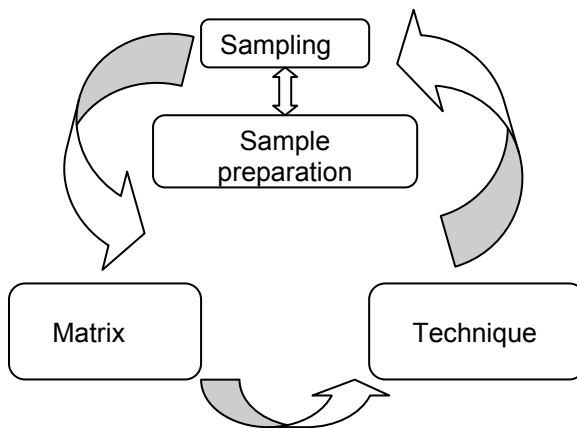 Sampling
Sample
preparation
Matrix
Technique